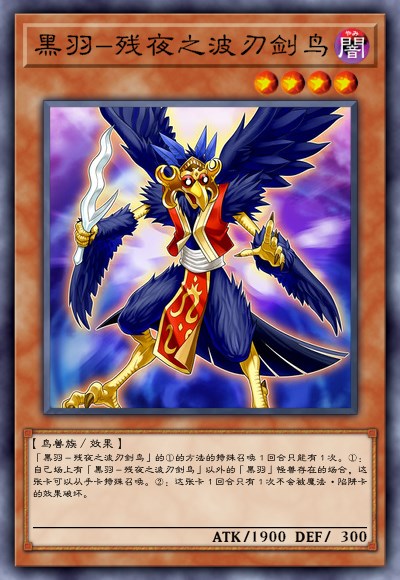 黑羽-残夜之波刃剑鸟
やみ
闇
【鸟兽族/效果】
「黑羽-残夜之波刃剑鸟」的①的方法的特殊召唤1回合只能有1次。①:
自己场上有「黑羽-残夜之波刃剑鸟」以外的「黑羽」怪兽存在的场合,这
张卡可以从手卡特殊召唤。②:这张卡1回合只有1次不会被魔法·陷阱卡
的效果破坏。
ATK/1900 DEF/ 300